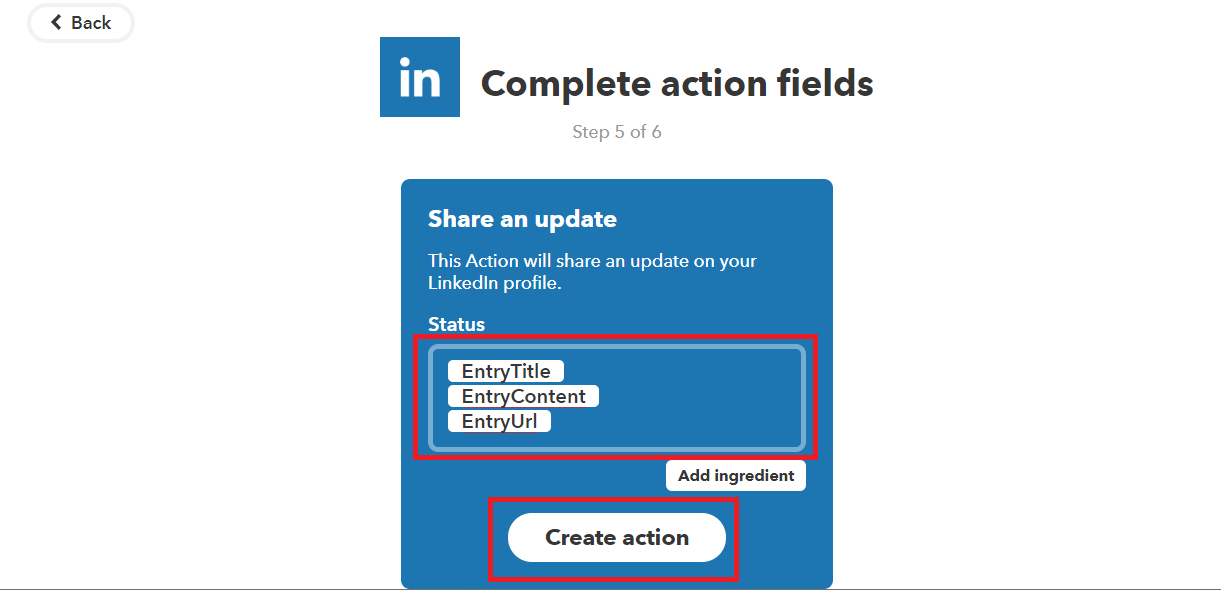 Back
in
Complete action fields
Step 5 of 6
Share an update
This Action will share an update on your
LinkedIn profile.
Status
EntryTitle
EntryContent
EntryUrl
Add ingredient
Create action